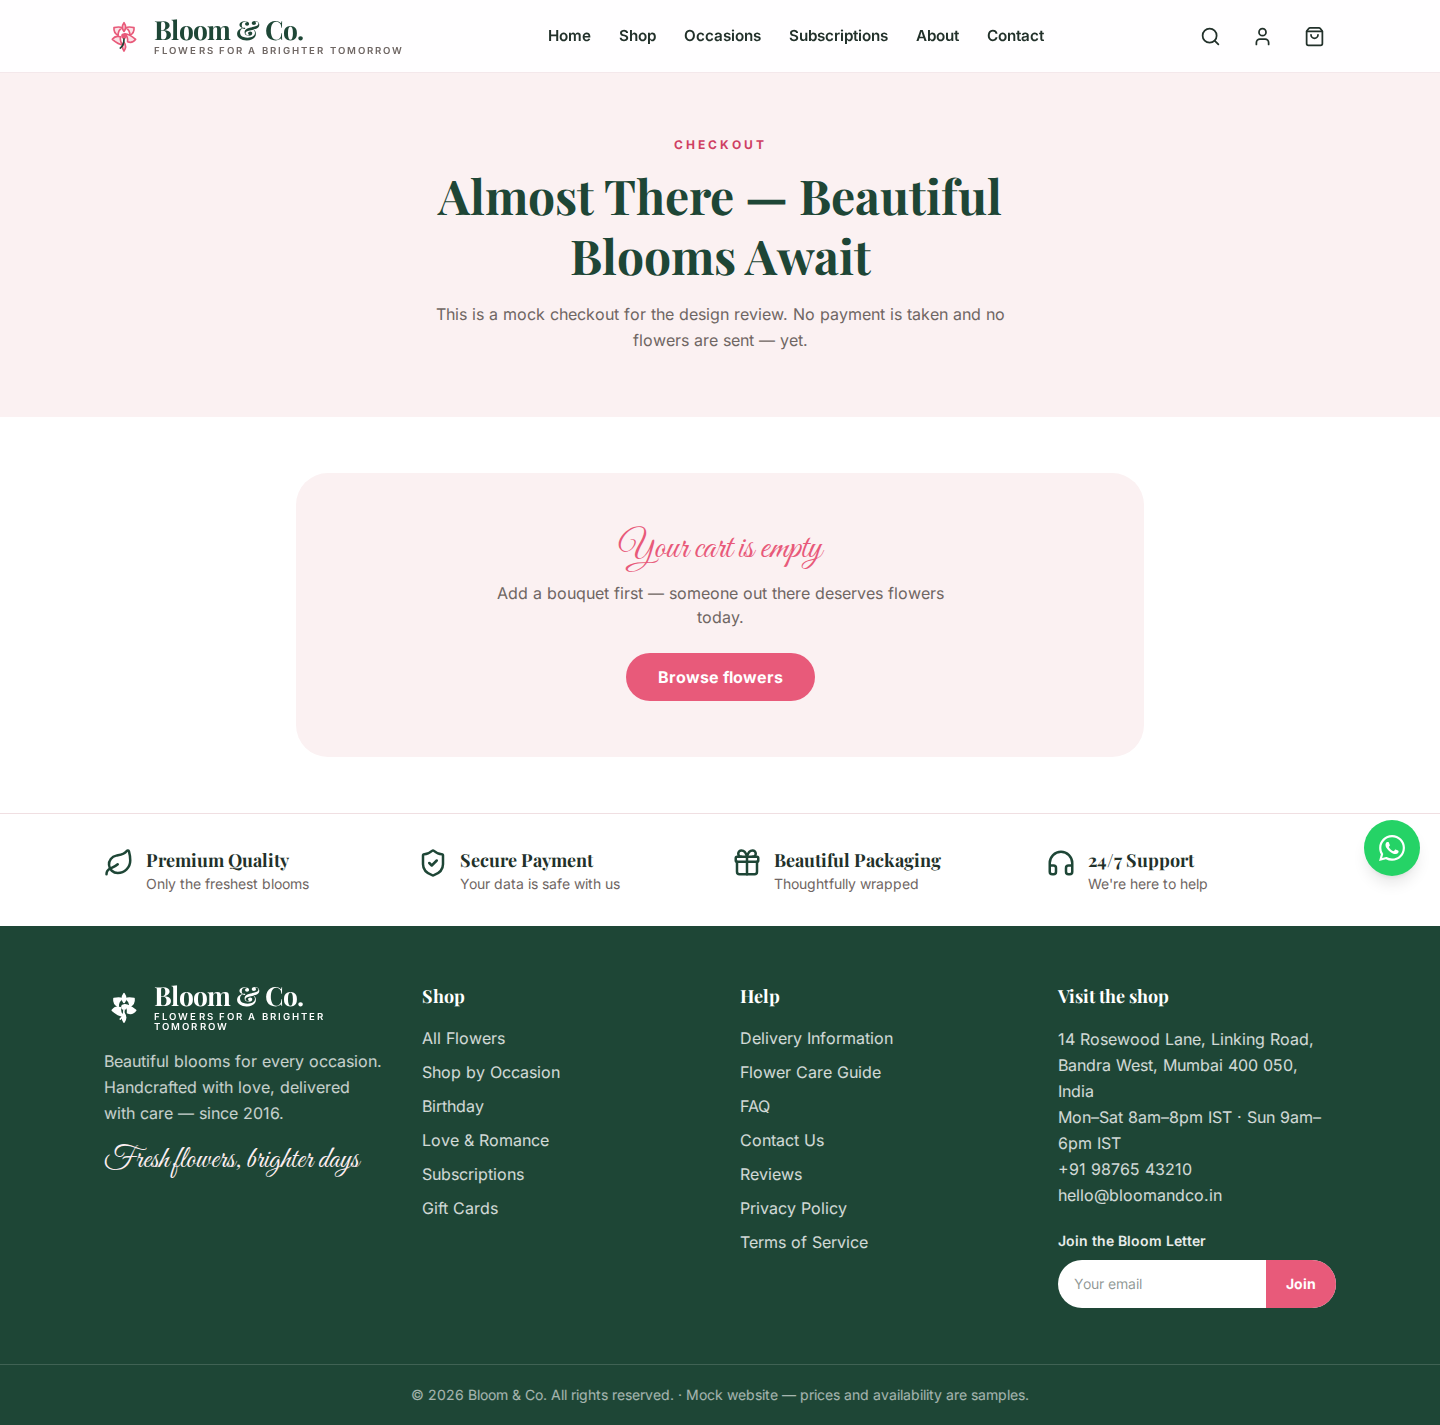 Bloom & Co.
FLOWERS FOR A BRIGHTER TOMORROW
Home Shop Occasions Subscriptions About Contact
CHECKOUT
Almost There — Beautiful
Blooms Await
This is a mock checkout for the design review. No payment is taken and no
flowers are sent — yet.
Your cart is empty
Add a bouquet first — someone out there deserves flowers
today.
Browse flowers
Premium Quality
Only the freshest blooms
Secure Payment
Your data is safe with us
Beautiful Packaging
Thoughtfully wrapped
24/7 Support
We're here to help
Bloom & Co.
FLOWERS FOR A BRIGHTER
TOMORROW
Beautiful blooms for every occasion.
Handcrafted with love, delivered
with care — since 2016.
Fresh flowers, brighter days
Shop
All Flowers
Shop by Occasion
Birthday
Love & Romance
Subscriptions
Gift Cards
Help
Delivery Information
Flower Care Guide
FAQ
Contact Us
Reviews
Privacy Policy
Terms of Service
Visit the shop
14 Rosewood Lane, Linking Road,
Bandra West, Mumbai 400 050,
India
Mon–Sat 8am–8pm IST · Sun 9am–
6pm IST
+91 98765 43210
hello@bloomandco.in
Join the Bloom Letter
Your email
Join
© 2026 Bloom & Co. All rights reserved. · Mock website — prices and availability are samples.